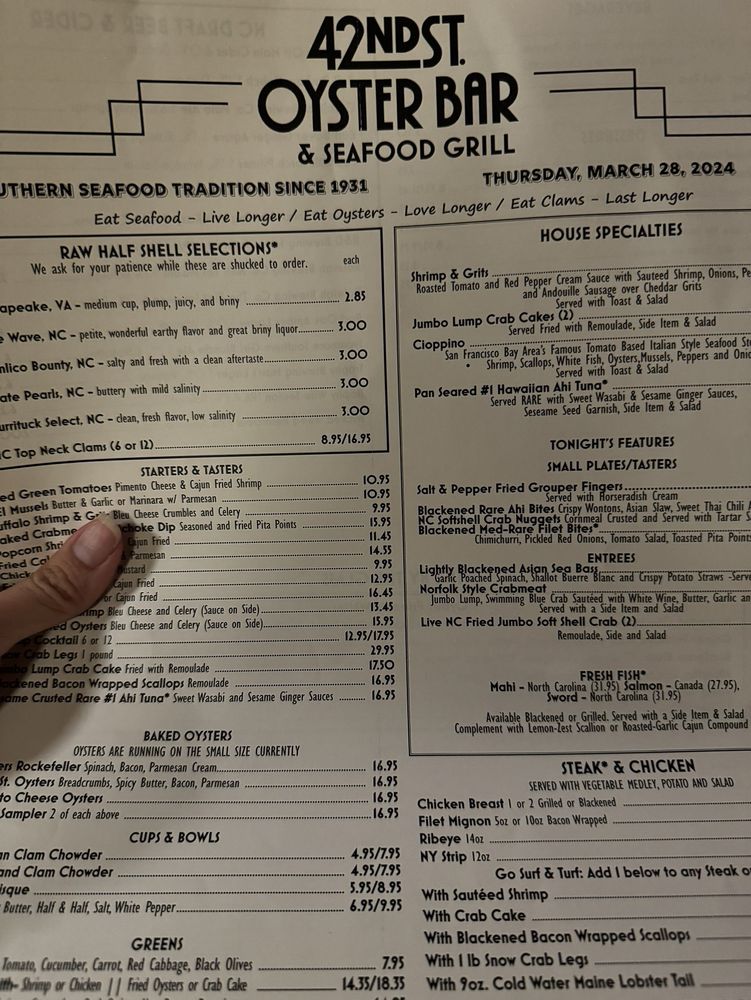 42ND ST.
OYSTER BAR
& SEAFOOD GRILL
UTHERN SEAFOOD TRADITION SINCE 1931
THURSDAY, MARCH 28, 2024
Eat Seafood - Live Longer / Eat Oysters - Love Longer / Eat Clams - Last Longer
RAW HALF SHELL SELECTIONS*
We ask for your patience while these are shucked to order. each
apeake, VA - medium cup, plump, juicy, and briny 2.85
e Wave, NC - petite, wonderful earthy flavor and great briny liquor 3.00
mlico Bounty, NC - salty and fresh with a clean aftertaste 3.00
ate Pearls, NC - buttery with mild salinity 3.00
urrituck Select, NC - clean, fresh flavor, low salinity 3.00
C Top Neck Clams (6 or 12) 8.95/16.95
STARTERS & TASTERS
ed Green Tomatoes Pimento Cheese & Cajun Fried Shrimp 10.95
EI Mussels Butter & Garlic or Marinara w/ Parmesan 10.95
uffalo Shrimp & Gri Bleu Cheese Crumbles and Celery 9.95
aked Crabme choke Dip Seasoned and Fried Pita Points 15.95
Popcorn Shri Cajun Fried 11.45
Fried Cal Parmesan 14.55
Chick ustard 9.95
Cajun Fried 12.95
or Cajun Fried 16.45
rimp Bleu Cheese and Celery (Sauce on Side) 13.45
ed Oysters Bleu Cheese and Celery (Sauce on Side) 15.95
p Cocktail 6 or 12 12.95/17.95
Crab Legs 1 pound 29.95
mbo Lump Crab Cake Fried with Remoulade 17.50
lackened Bacon Wrapped Scallops Remoulade 16.95
same Crusted Rare #1 Ahi Tuna* Sweet Wasabi and Sesame Ginger Sauces 16.95
BAKED OYSTERS
OYSTERS ARE RUNNING ON THE SMALL SIZE CURRENTLY
ers Rockefeller Spinach, Bacon, Parmesan Cream 16.95
St. Oysters Breadcrumbs, Spicy Butter, Bacon, Parmesan 16.95
to Cheese Oysters 16.95
Sampler 2 of each above 16.95
CUPS & BOWLS
an Clam Chowder 4.95/7.95
and Clam Chowder 4.95/7.95
isque 5.95/8.95
Butter, Half & Half, Salt, White Pepper 6.95/9.95
GREENS
Tomato, Cucumber, Carrot, Red Cabbage, Black Olives 7.95
ith- Shrimp or Chicken || Fried Oysters or Crab Cake 14.35/18.35
HOUSE SPECIALTIES
Shrimp & Grits
Roasted Tomato and Red Pepper Cream Sauce with Sauteed Shrimp, Onions, Pe
and Andouille Sausage over Cheddar Grits
Served with Toast & Salad
Jumbo Lump Crab Cakes (2)
Served Fried with Remoulade, Side Item & Salad
Cioppino
San Francisco Bay Area's Famous Tomato Based Italian Style Seafood St
• Shrimp, Scallops, White Fish, Oysters, Mussels, Peppers and Onio
Served with Toast & Salad
Pan Seared #1 Hawaiian Ahi Tuna*
Served RARE with Sweet Wasabi & Sesame Ginger Sauces,
Seseame Seed Garnish, Side Item & Salad
TONIGHT'S FEATURES
SMALL PLATES/TASTERS
Salt & Pepper Fried Grouper Fingers
Served with Horseradish Cream
Blackened Rare Ahi Bites Crispy Wontons, Asian Slaw, Sweet Thai Chili A
NC Softshell Crab Nuggets Cornmeal Crusted and Served with Tartar S
Blackened Med-Rare Filet Bites*
Chimichurri, Pickled Red Onions, Tomato Salad, Toasted Pita Point
ENTREES
Lightly Blackened Asian Sea Bass
Garlic Poached Spinach, Shallot Buerre Blanc and Crispy Potato Straws -Serv
Norfolk Style Crabmeat
Jumbo Lump, Swimming Blue Crab Sautéed with White Wine, Butter, Garlic an
Served with a Side Item and Salad
Live NC Fried Jumbo Soft Shell Crab (2)
Remoulade, Side and Salad
FRESH FISH*
Mahi - North Carolina (31.95) Salmon - Canada (27.95),
Sword - North Carolina (31.95)
Available Blackened or Grilled. Served with a Side Item & Salad
Complement with Lemon-Zest Scallion or Roasted-Garlic Cajun Compound
STEAK* & CHICKEN
SERVED WITH VEGETABLE MEDLEY, POTATO AND SALAD
Chicken Breast 1 or 2 Grilled or Blackened
Filet Mignon 5oz or 10oz Bacon Wrapped
Ribeye 14oz
NY Strip 12oz
Go Surf & Turf: Add 1 below to any Steak o
With Sautéed Shrimp
With Crab Cake
With Blackened Bacon Wrapped Scallops
With 1 lb Snow Crab Legs
With 9oz. Cold Water Maine Lobster Tail